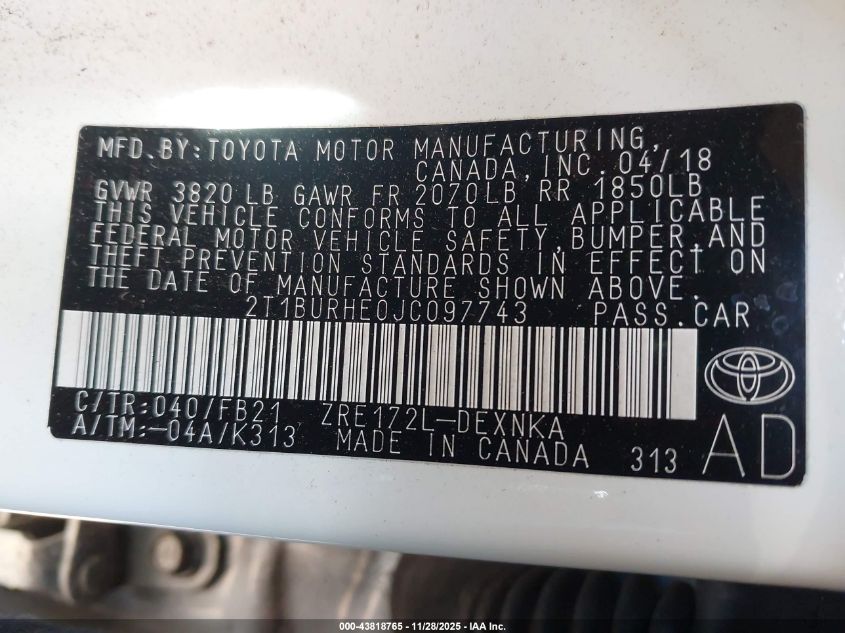 MFD.BY:TOYOTA MOTOR MANUFACTURING,
CANADA,INC.04/18
GVWR 3820 LB GAWR FR 2070LB RR 1850LB
THIS VEHICLE CONFORMS TO ALL APPLICABLE
FEDERAL MOTOR VEHICLE SAFETY,BUMPER,AND
THEFT PREVENTION STANDARDS IN EFFECT ON
THE DATE OF MANUFACTURE SHOWN ABOVE.
2T1BURHE0JC097743 PASS.CAR
C/TR:040/FB21 ZRE172L-DEXNKA
A/TM:-04A/K313 MADE IN CANADA 313 AD
000-43818765 — 11/28/2025 — IAA Inc.